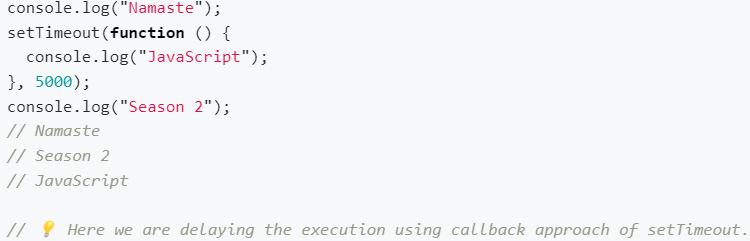 console.log("Namaste");
setTimeout(function () {
  console.log("JavaScript");
}, 5000);
console.log("Season 2");
// Namaste
// Season 2
// JavaScript

// 💡 Here we are delaying the execution using callback approach of setTimeout.